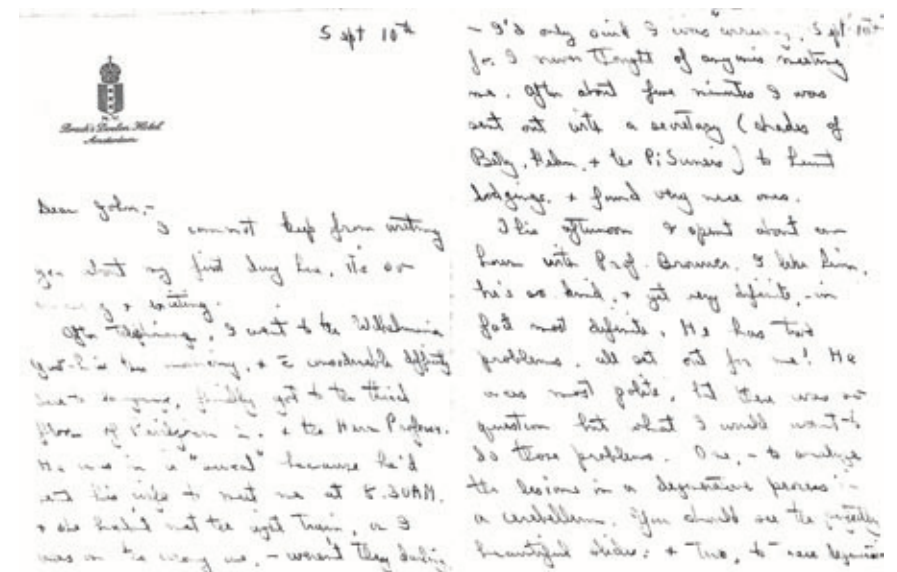 Sept 10th
Amsterdam
Dear John,-
I cannot keep from writing
you about my first day here, it's so
& exciting.
After telephoning, I went to the Wilhelmina
this morning, & c̄ considerable difficulty
finally got to the third
floor of & the Herr Professor.
He was in a "sweat" because he'd
sent his wife to meet me at 8.30AM.
& she hadn't met the right train, or I
was on the wrong one, - weren't they darling
- I'd only said I was arriving, Sept 10th
for I never thought of anyone meeting
me. After about five minutes I was
sent out with a secretary (shades of
& the Pi Suners) to hunt
lodgings, & found very nice ones.
This afternoon I spent about an
hour with Prof. Brouwer. I like him,
he's so kind, & yet very definite, - in
fact most definite. He has two
problems, all set out for me! He
was most polite, but there was no
question but what I would want to
do those problems. One, - to analyze
the lesions in a degenerative process in
a cerebellum. You should see the perfectly
beautiful slides; & Two, to